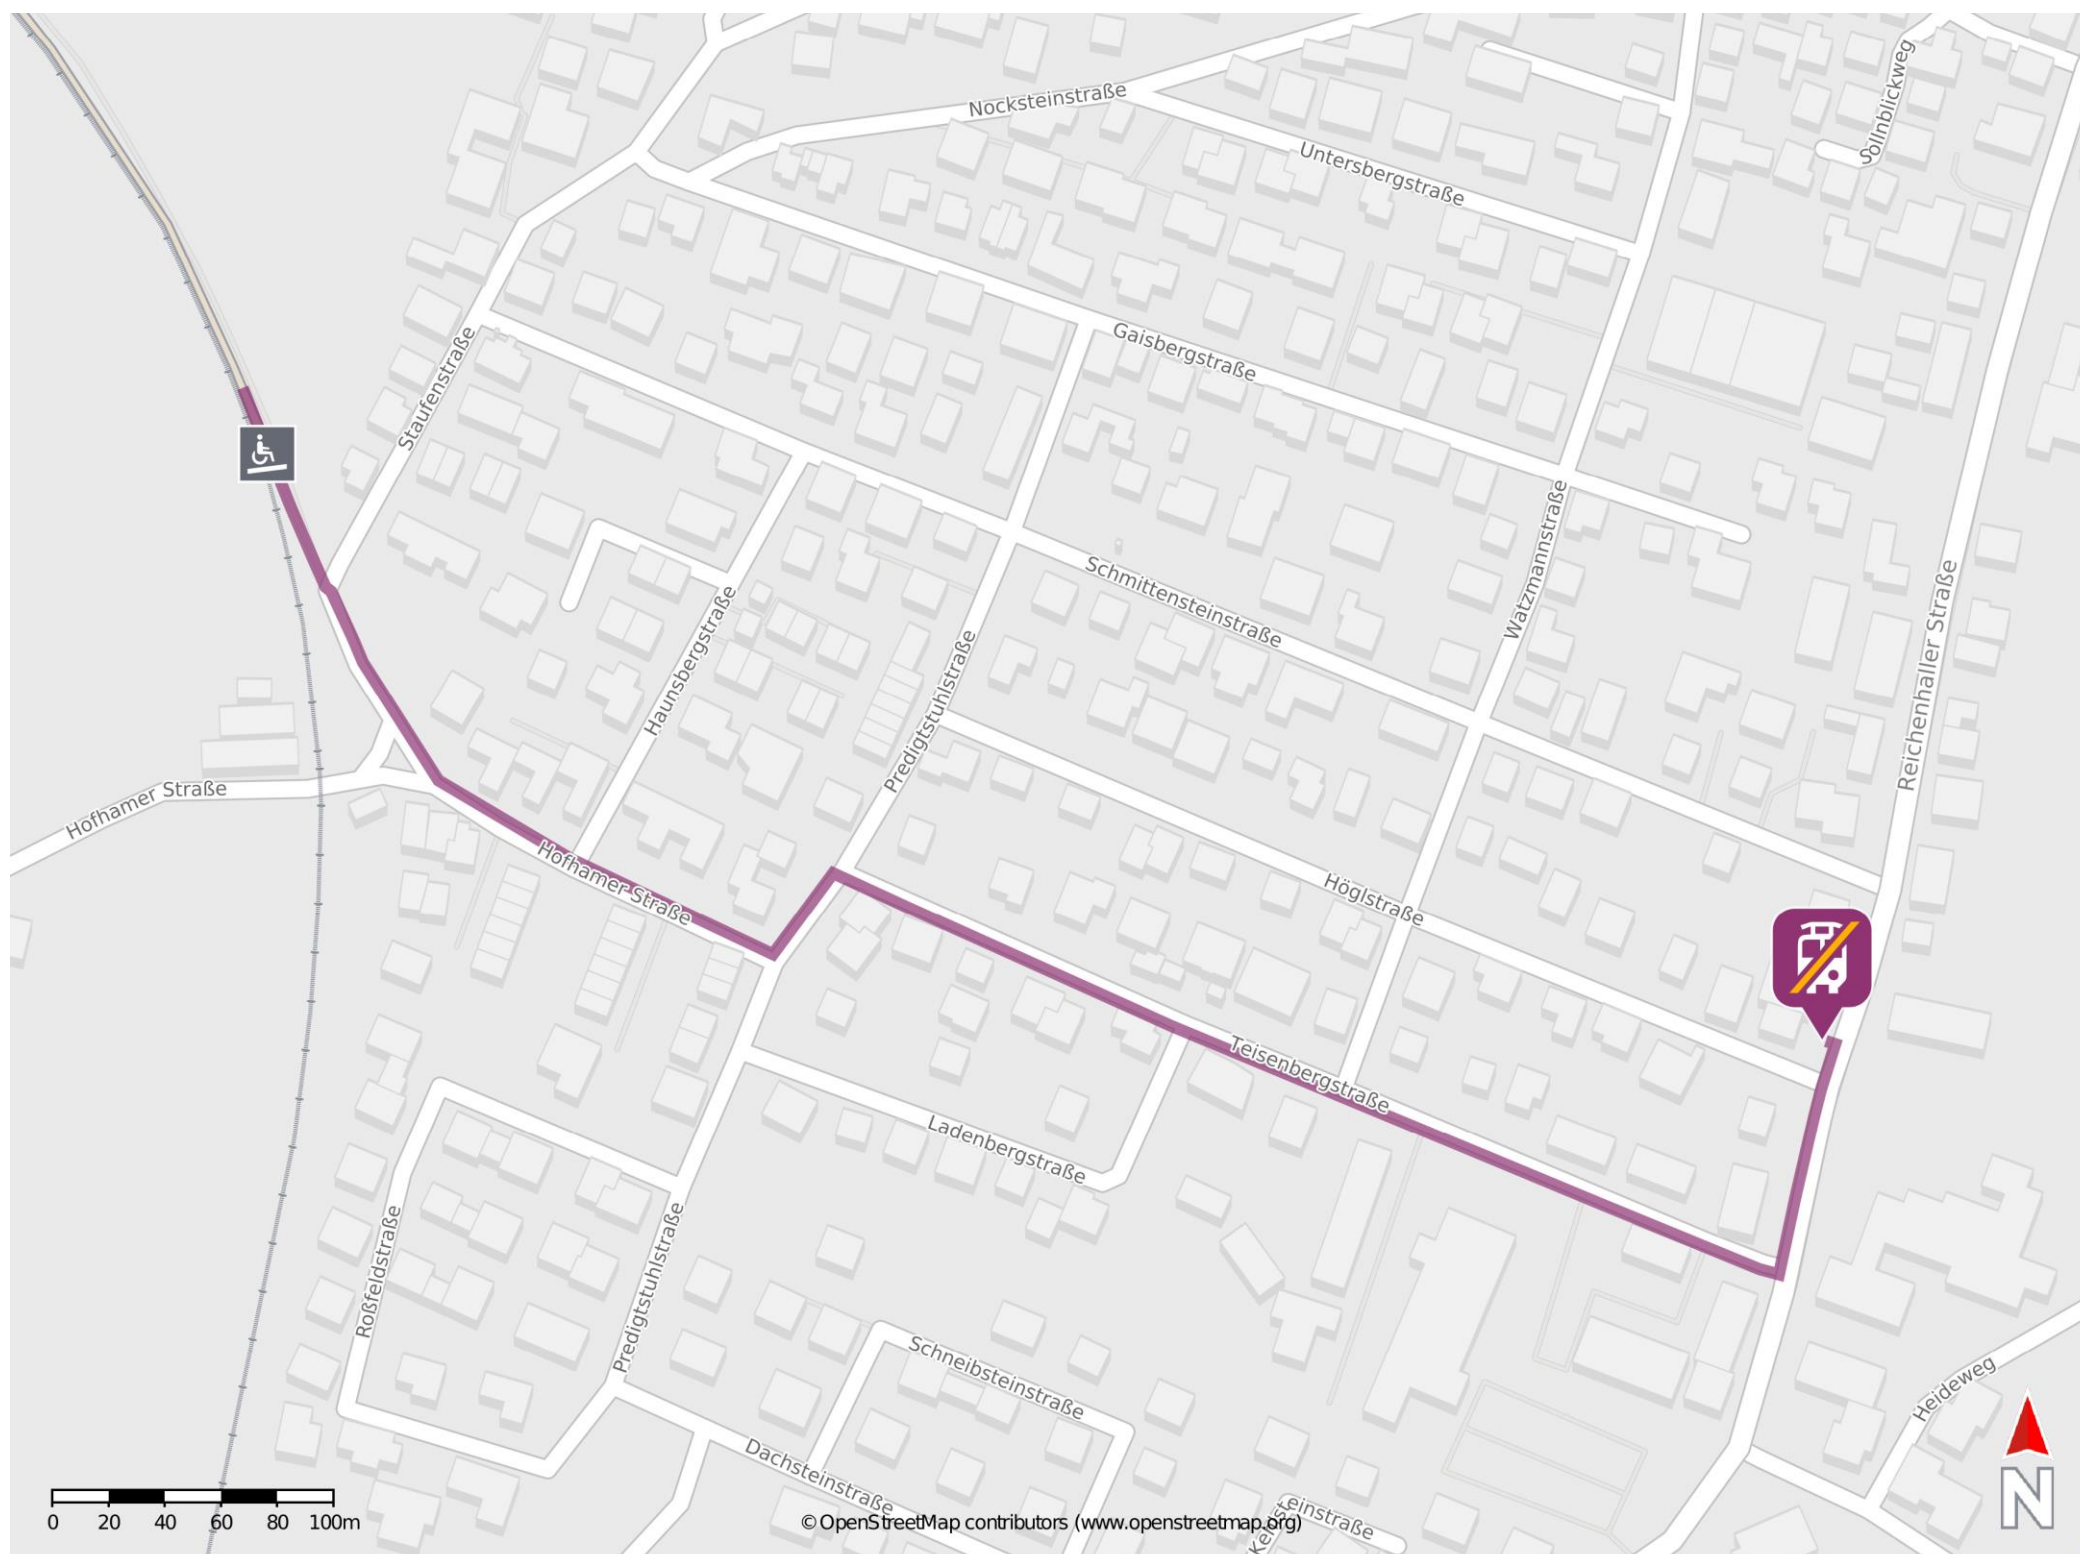 Sollnblickweg
Nocksteinstraße
Untersbergstraße
Staufenstraße
Gaisbergstraße
Watzmannstraße
Schmittensteinstraße
Reichenhaller Straße
Haunsbergstraße
Predigtstuhlstraße
Hofhamer Straße
Hofhamer Straße
Höglstraße
Teisenbergstraße
Ladenbergstraße
Roßfeldstraße
Predigtstuhlstraße
Schneibsteinstraße
Heideweg
Dachsteinstraße
N
0 20 40 60 80 100m
© OpenStreetMap contributors (www.openstreetmap.org)